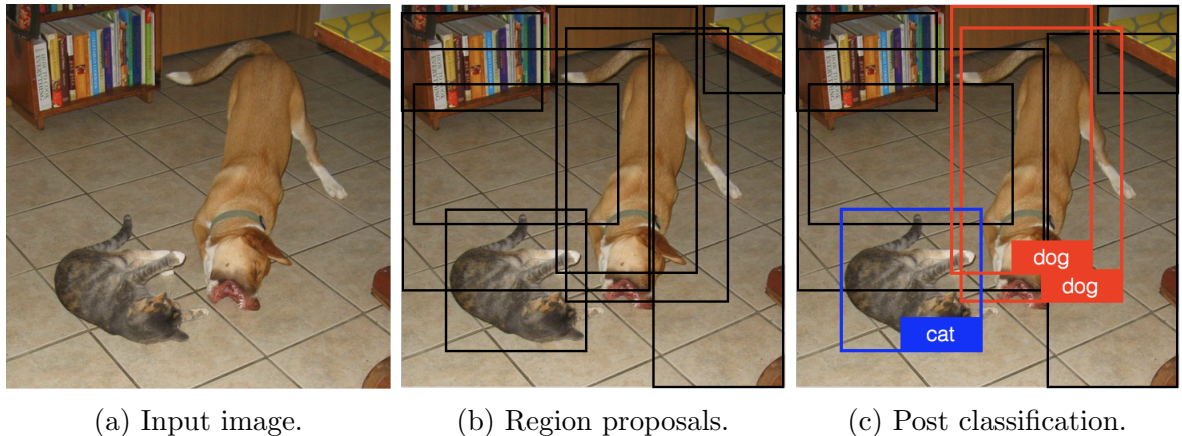 dog
dog
cat
(a) Input image.
(b) Region proposals.
(c) Post classification.